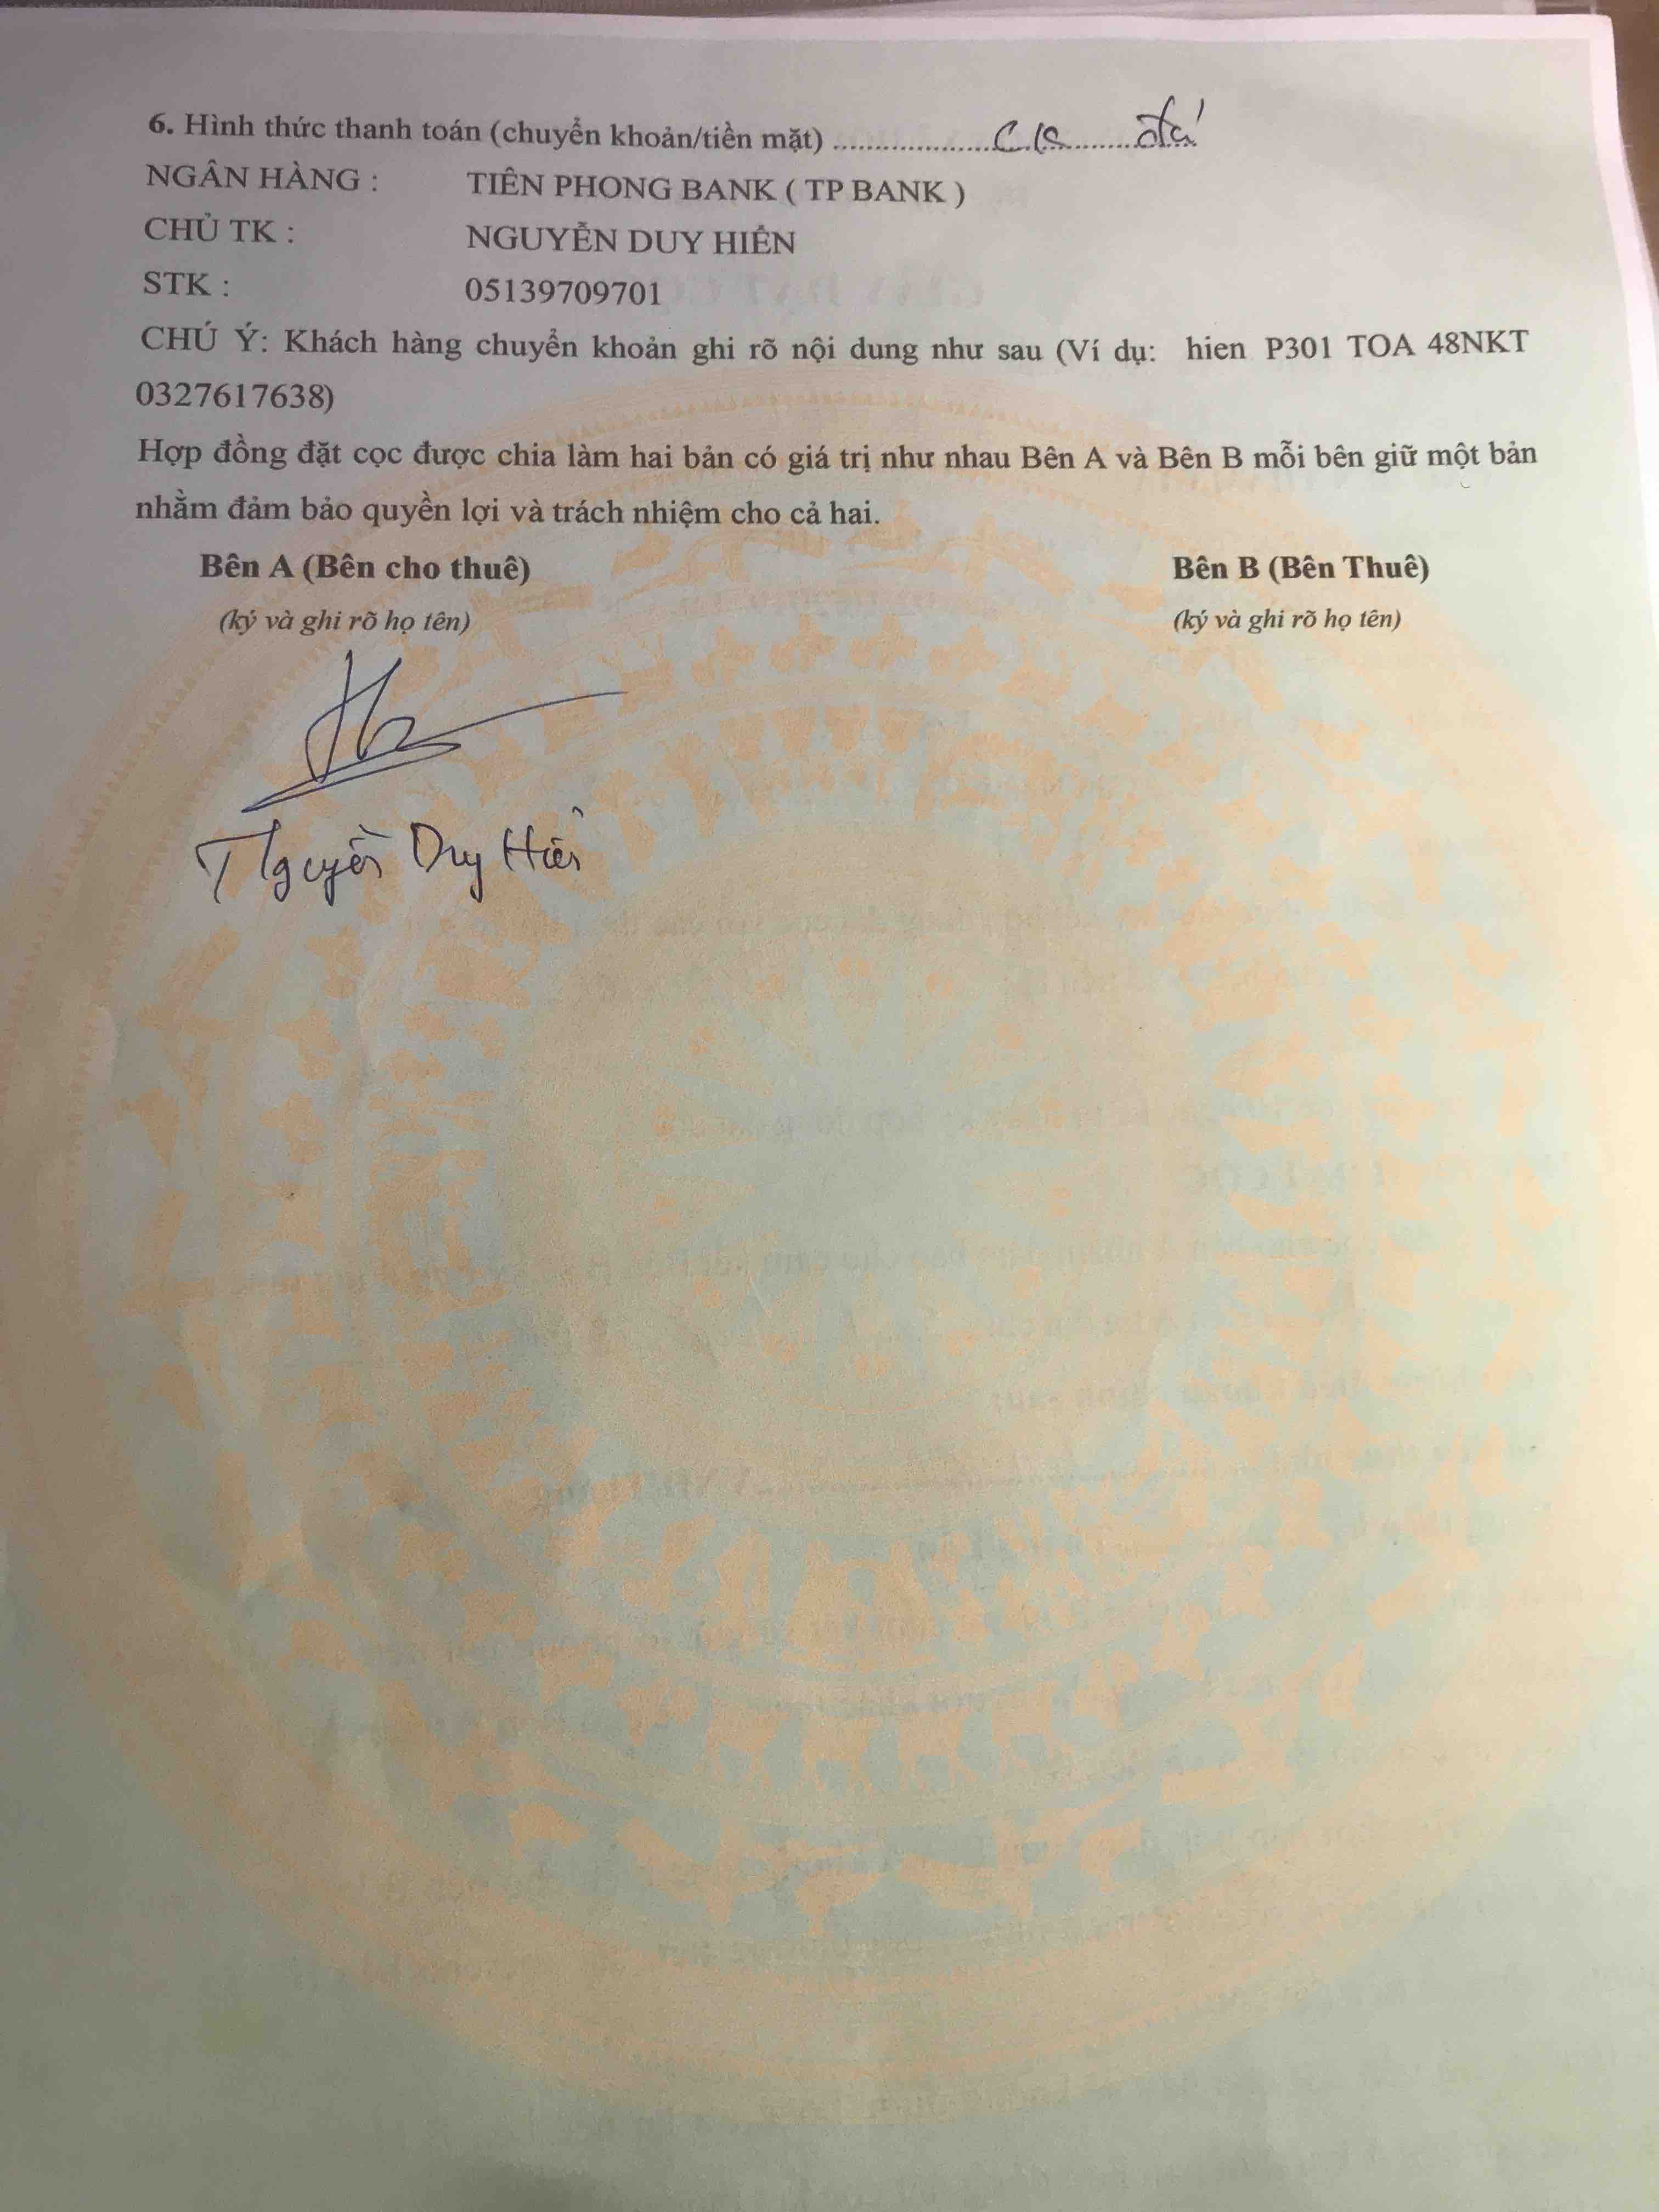 6. Hình thức thanh toán (chuyển khoản/tiền mặt)
NGÂN HÀNG : TIÊN PHONG BANK ( TP BANK )
CHỦ TK : NGUYỄN DUY HIỂN
STK : 05139709701
CHÚ Ý: Khách hàng chuyển khoản ghi rõ nội dung như sau (Ví dụ: hien P301 TOA 48NKT
0327617638)
Hợp đồng đặt cọc được chia làm hai bản có giá trị như nhau Bên A và Bên B mỗi bên giữ một bản
nhằm đảm bảo quyền lợi và trách nhiệm cho cả hai.
Bên A (Bên cho thuê) Bên B (Bên Thuê)
(ký và ghi rõ họ tên) (ký và ghi rõ họ tên)
Nguyễn Duy Hiển